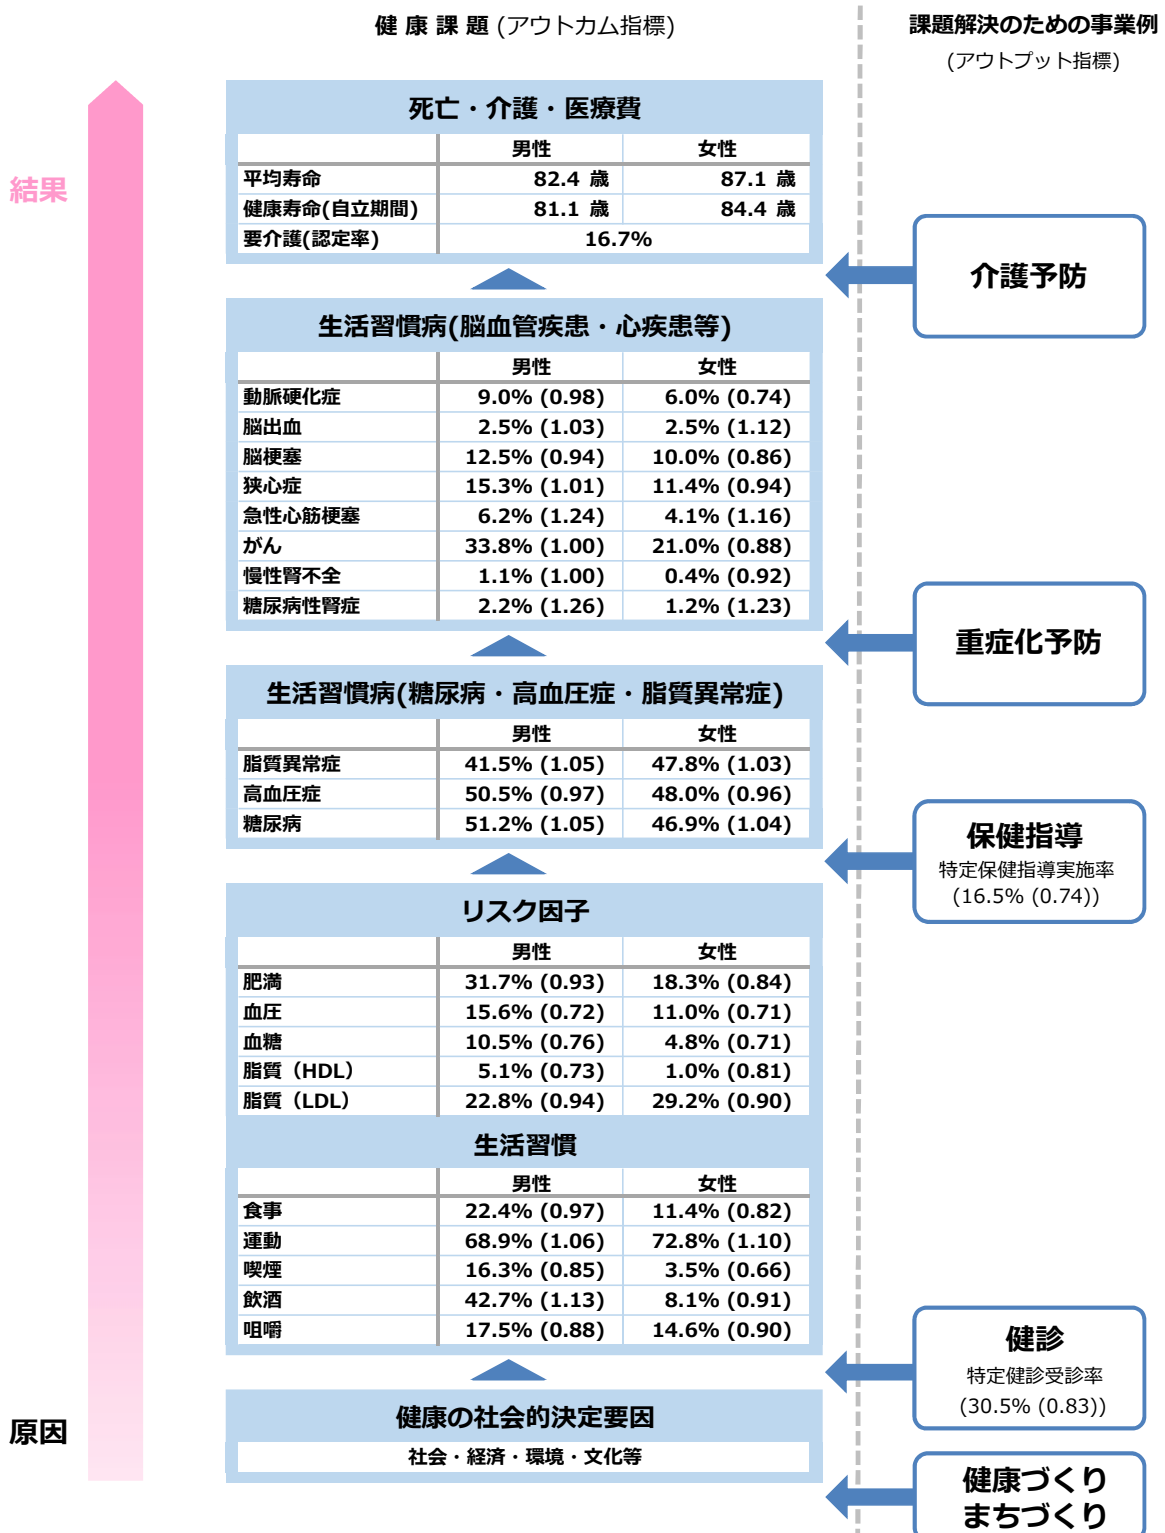 健 康 課 題 (アウトカム指標)
課題解決のための事業例
(アウトプット指標)
結果
原因
死亡・介護・医療費
男性 女性
平均寿命 82.4 歳 87.1 歳
健康寿命(自立期間) 81.1 歳 84.4 歳
要介護(認定率) 16.7%
介護予防
生活習慣病(脳血管疾患・心疾患等)
男性 女性
動脈硬化症 9.0% (0.98) 6.0% (0.74)
脳出血 2.5% (1.03) 2.5% (1.12)
脳梗塞 12.5% (0.94) 10.0% (0.86)
狭心症 15.3% (1.01) 11.4% (0.94)
急性心筋梗塞 6.2% (1.24) 4.1% (1.16)
がん 33.8% (1.00) 21.0% (0.88)
慢性腎不全 1.1% (1.00) 0.4% (0.92)
糖尿病性腎症 2.2% (1.26) 1.2% (1.23)
重症化予防
生活習慣病(糖尿病・高血圧症・脂質異常症)
男性 女性
脂質異常症 41.5% (1.05) 47.8% (1.03)
高血圧症 50.5% (0.97) 48.0% (0.96)
糖尿病 51.2% (1.05) 46.9% (1.04)
保健指導
特定保健指導実施率
(16.5% (0.74))
リスク因子
男性 女性
肥満 31.7% (0.93) 18.3% (0.84)
血圧 15.6% (0.72) 11.0% (0.71)
血糖 10.5% (0.76) 4.8% (0.71)
脂質（HDL） 5.1% (0.73) 1.0% (0.81)
脂質（LDL） 22.8% (0.94) 29.2% (0.90)
生活習慣
男性 女性
食事 22.4% (0.97) 11.4% (0.82)
運動 68.9% (1.06) 72.8% (1.10)
喫煙 16.3% (0.85) 3.5% (0.66)
飲酒 42.7% (1.13) 8.1% (0.91)
咀嚼 17.5% (0.88) 14.6% (0.90)
健診
特定健診受診率
(30.5% (0.83))
健康の社会的決定要因
社会・経済・環境・文化等
健康づくり
まちづくり